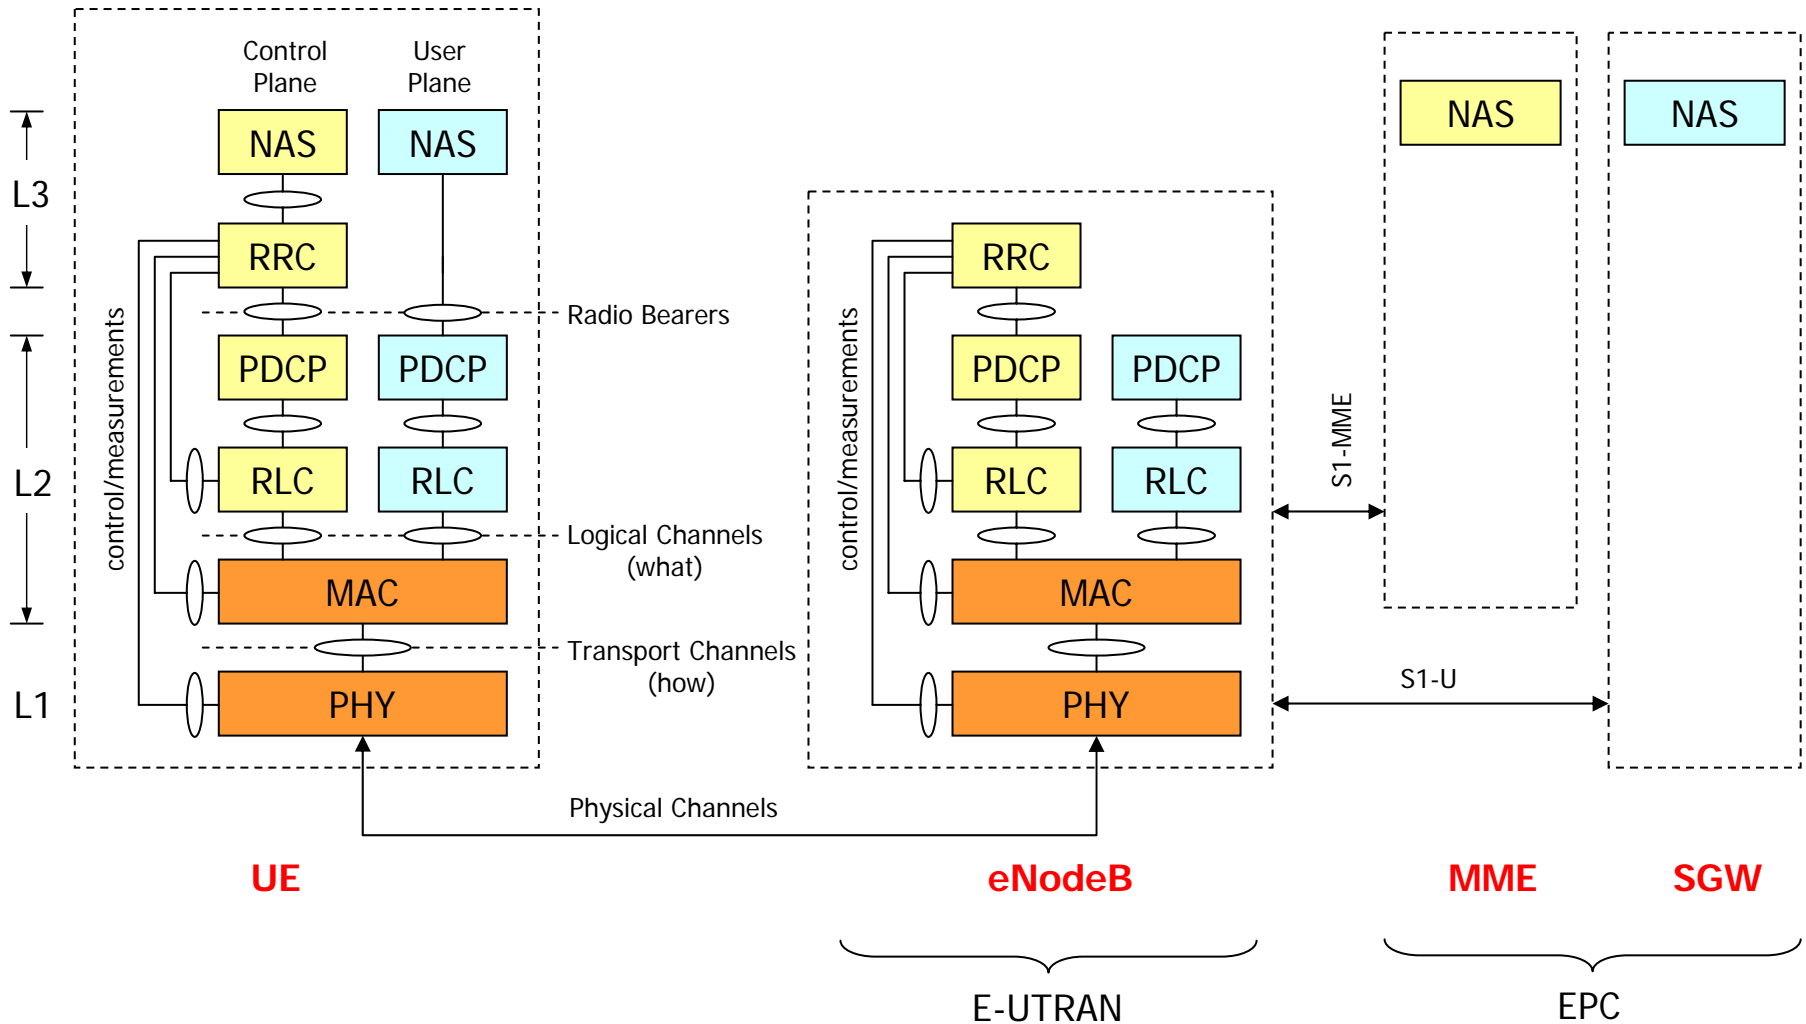 Control
Plane
User
Plane
NAS
NAS
NAS
NAS
L3
RRC
RRC
Radio Bearers
control/measurements
control/measurements
PDCP
PDCP
PDCP
PDCP
S1-MME
L2
RLC
RLC
RLC
RLC
Logical Channels
(what)
MAC
MAC
Transport Channels
(how)
S1-U
L1
PHY
PHY
Physical Channels
UE
eNodeB
MME
SGW
E-UTRAN
EPC